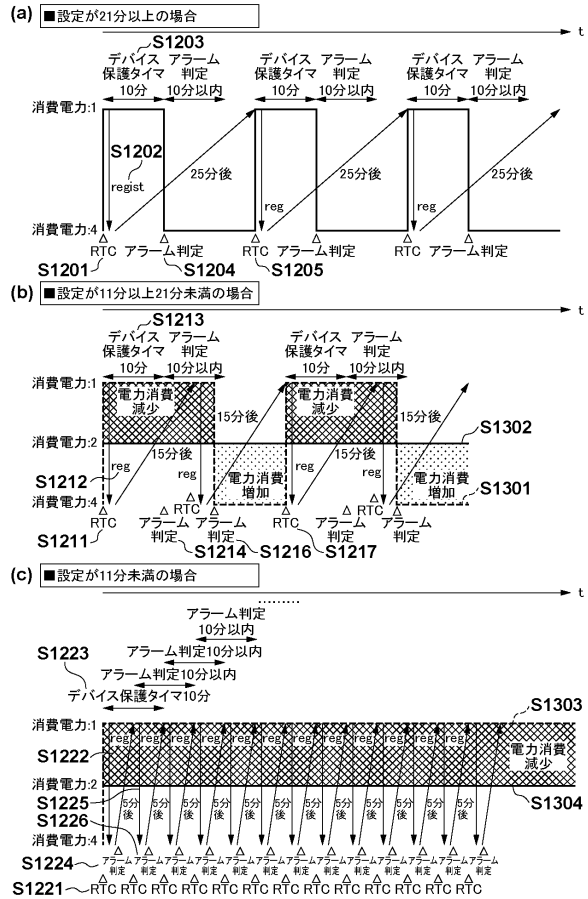 (a) ■設定が21分以上の場合
t
S1203
デバイス アラーム デバイス アラーム デバイス アラーム
保護タイマ 判定 保護タイマ 判定 保護タイマ 判定
10分 10分以内 10分 10分以内 10分 10分以内
消費電力:1
S1202
regist 25分後 reg 25分後 reg 25分後
消費電力:4
RTC アラーム判定 RTC アラーム判定 RTC アラーム判定
S1201 S1204 S1205
(b) ■設定が11分以上21分未満の場合
t
S1213
デバイス アラーム デバイス アラーム
保護タイマ 判定 保護タイマ 判定
10分 10分以内 10分 10分以内
消費電力:1
電力消費 電力消費
減少 減少
15分後 15分後
消費電力:2 S1302
S1212 reg 15分後 reg reg 15分後 reg
電力消費 電力消費
増加 増加
S1301
消費電力:4
RTC RTC RTC RTC
アラーム アラーム アラーム アラーム
判定 判定 判定 判定
S1211 S1214 S1216 S1217
(c) ■設定が11分未満の場合
t
………
アラーム判定
10分以内
アラーム判定10分以内
S1223 アラーム判定10分以内
デバイス保護タイマ10分
S1303
消費電力:1
reg reg reg reg reg reg reg reg reg reg reg reg
S1222 電力消費
減少
消費電力:2
S1225 S1304
5分 5分 5分 5分 5分 5分 5分 5分 5分 5分 5分 5分
後 後 後 後 後 後 後 後 後 後 後 後
S1226
消費電力:4
S1224 アラーム アラーム アラーム アラーム アラーム アラーム アラーム アラーム アラーム アラーム アラーム アラーム アラーム
判定 判定 判定 判定 判定 判定 判定 判定 判定 判定 判定 判定 判定
S1221 RTC RTC RTC RTC RTC RTC RTC RTC RTC RTC RTC RTC RTC